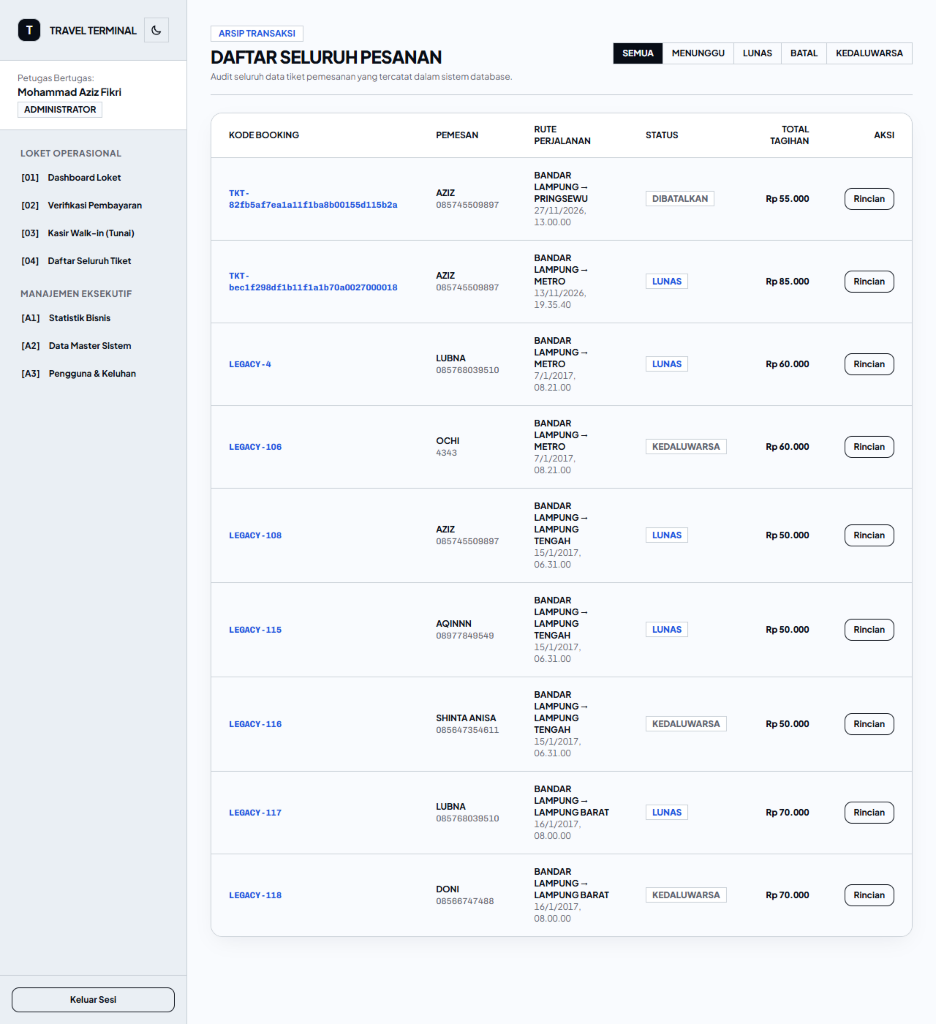 T TRAVEL TERMINAL
Petugas Bertugas:
Mohammad Aziz Fikri
ADMINISTRATOR
LOKET OPERASIONAL
[01] Dashboard Loket
[02] Verifikasi Pembayaran
[03] Kasir Walk-in (Tunai)
[04] Daftar Seluruh Tiket
MANAJEMEN EKSEKUTIF
[A1] Statistik Bisnis
[A2] Data Master Sistem
[A3] Pengguna & Keluhan
Keluar Sesi
ARSIP TRANSAKSI
DAFTAR SELURUH PESANAN
Audit seluruh data tiket pemesanan yang tercatat dalam sistem database.
SEMUA MENUNGGU LUNAS BATAL KEDALUWARSA
KODE BOOKING
PEMESAN
RUTE
PERJALANAN
STATUS
TOTAL
TAGIHAN
AKSI
TKT-
82fb5af7ea1a11f1ba8b00155d115b2a
AZIZ
085745509897
BANDAR
LAMPUNG →
PRINGSEWU
27/11/2026,
13.00.00
DIBATALKAN
Rp 55.000
Rincian
TKT-
bec1f298df1b11f1a1b70a0027000018
AZIZ
085745509897
BANDAR
LAMPUNG →
METRO
13/11/2026,
19.35.40
LUNAS
Rp 85.000
Rincian
LEGACY-4
LUBNA
085768039510
BANDAR
LAMPUNG →
METRO
7/1/2017,
08.21.00
LUNAS
Rp 60.000
Rincian
LEGACY-106
OCHI
4343
BANDAR
LAMPUNG →
METRO
7/1/2017,
08.21.00
KEDALUWARSA
Rp 60.000
Rincian
LEGACY-108
AZIZ
085745509897
BANDAR
LAMPUNG →
LAMPUNG
TENGAH
15/1/2017,
06.31.00
LUNAS
Rp 50.000
Rincian
LEGACY-115
AQINNN
08977849549
BANDAR
LAMPUNG →
LAMPUNG
TENGAH
15/1/2017,
06.31.00
LUNAS
Rp 50.000
Rincian
LEGACY-116
SHINTA ANISA
085647354611
BANDAR
LAMPUNG →
LAMPUNG
TENGAH
15/1/2017,
06.31.00
KEDALUWARSA
Rp 50.000
Rincian
LEGACY-117
LUBNA
085768039510
BANDAR
LAMPUNG →
LAMPUNG BARAT
16/1/2017,
08.00.00
LUNAS
Rp 70.000
Rincian
LEGACY-118
DONI
08566747488
BANDAR
LAMPUNG →
LAMPUNG BARAT
16/1/2017,
08.00.00
KEDALUWARSA
Rp 70.000
Rincian